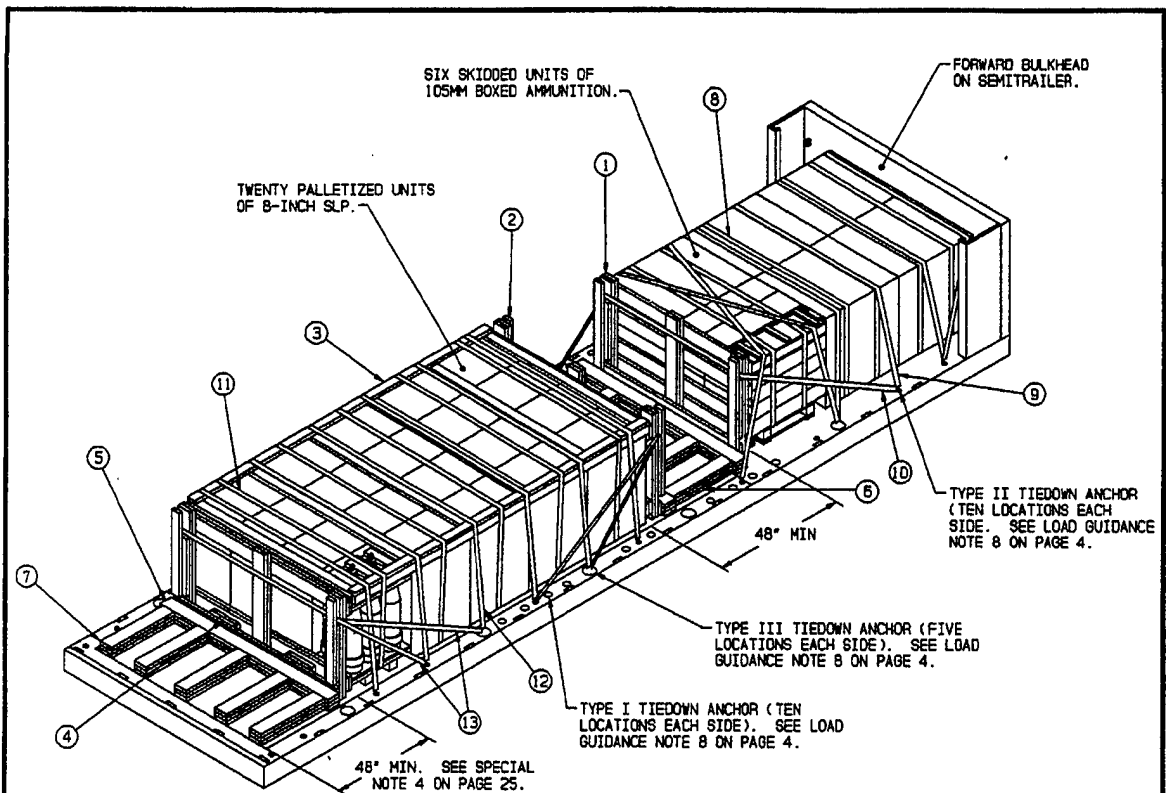 FORWARD BULKHEAD
ON SEMITRAILER.
SIX SKIDDED UNITS OF
105MM BOXED AMMUNITION.
8
1
TWENTY PALLETIZED UNITS
OF 8-INCH SLP.
2
3
11
5
9
10
6
TYPE II TIEDOWN ANCHOR
(TEN LOCATIONS EACH
SIDE. SEE LOAD GUIDANCE
NOTE 8 ON PAGE 4.
48" MIN
7
TYPE III TIEDOWN ANCHOR (FIVE
LOCATIONS EACH SIDE). SEE LOAD
GUIDANCE NOTE 8 ON PAGE 4.
12
4
13
TYPE I TIEDOWN ANCHOR (TEN
LOCATIONS EACH SIDE). SEE LOAD
GUIDANCE NOTE 8 ON PAGE 4.
48" MIN. SEE SPECIAL
NOTE 4 ON PAGE 25.